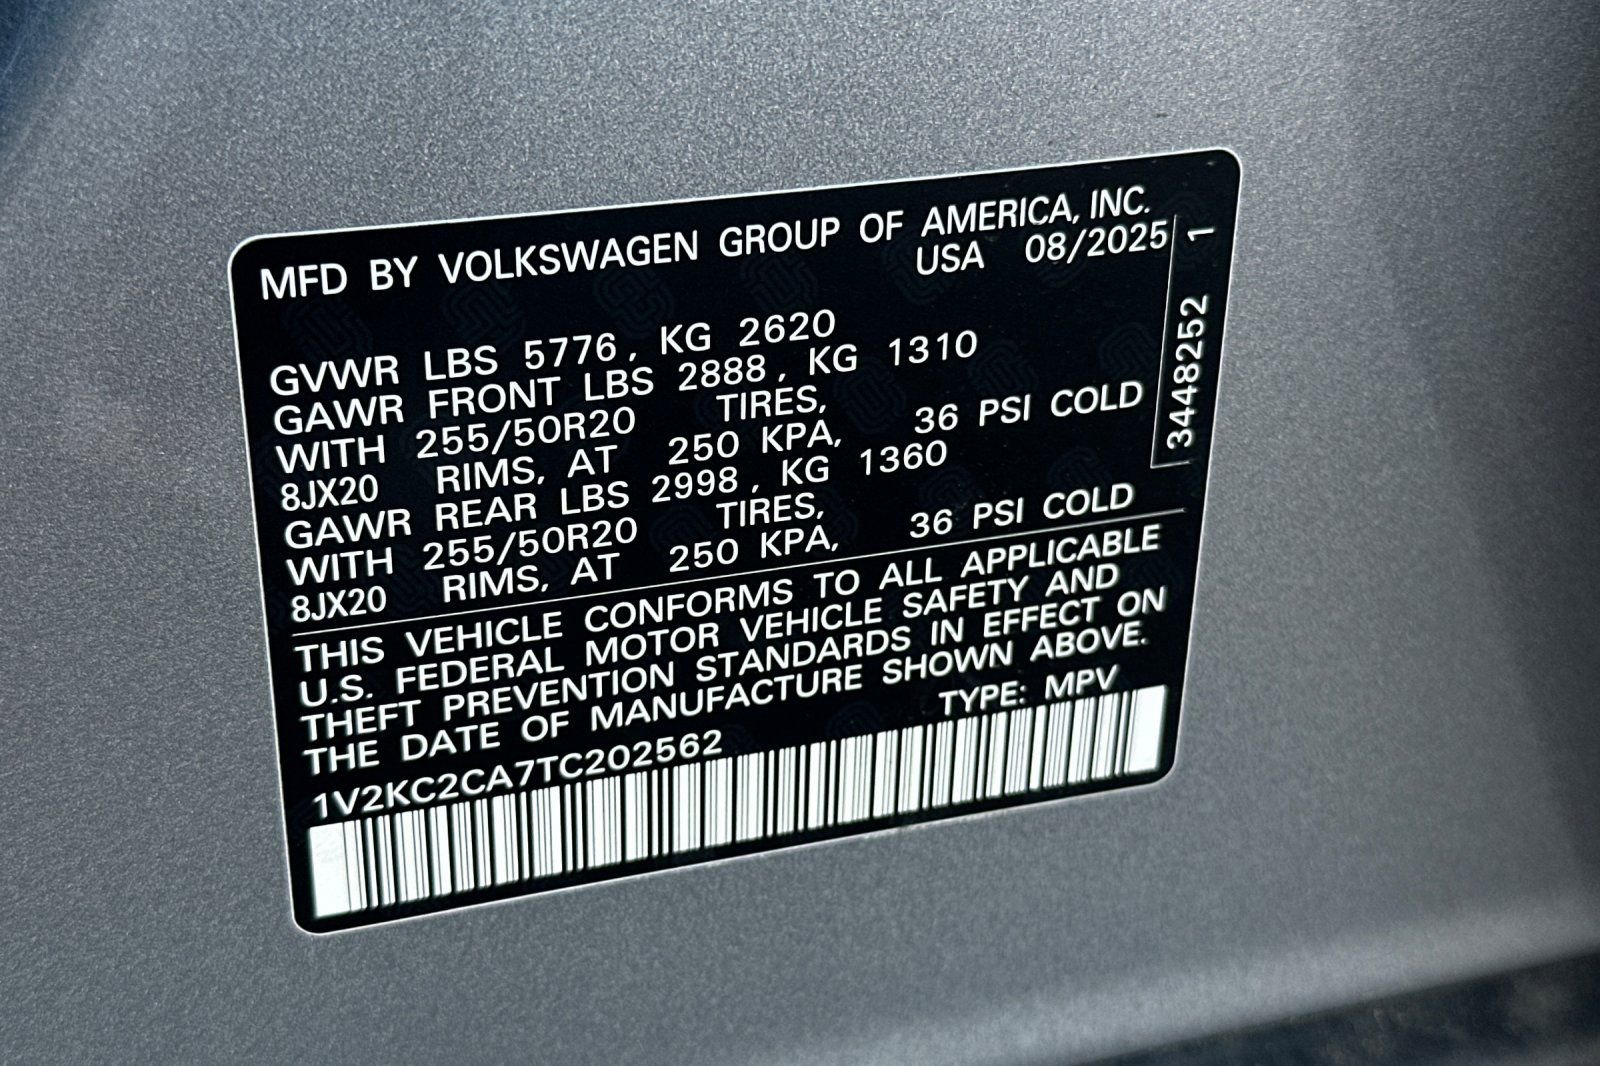 MFD BY VOLKSWAGEN GROUP OF AMERICA, INC.
USA 08/2025
GVWR LBS 5776, KG 2620
GAWR FRONT LBS 2888, KG 1310
WITH 255/50R20 TIRES,
8JX20 RIMS, AT 250 KPA, 36 PSI COLD
GAWR REAR LBS 2998, KG 1360
WITH 255/50R20 TIRES,
8JX20 RIMS, AT 250 KPA, 36 PSI COLD
THIS VEHICLE CONFORMS TO ALL APPLICABLE
U.S. FEDERAL MOTOR VEHICLE SAFETY AND
THEFT PREVENTION STANDARDS IN EFFECT ON
THE DATE OF MANUFACTURE SHOWN ABOVE.
TYPE: MPV
1V2KC2CA7TC202562
3448252 1